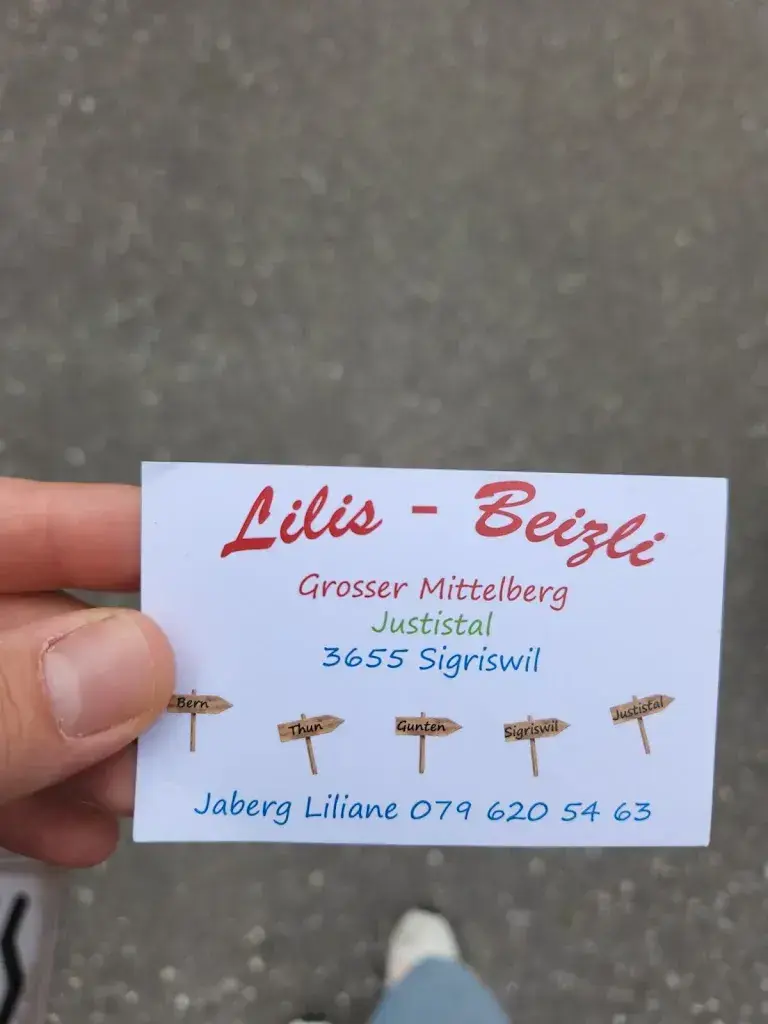 Lilis - Beizli
Grosser Mittelberg
Justistal
3655 Sigriswil
Bern Thun Gunten Sigriswil Justistal
Jaberg Liliane 079 620 54 63